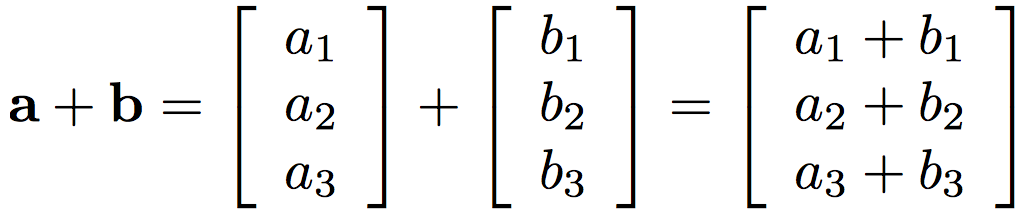 a + b = [ a₁ a₂ a₃ ] + [ b₁ b₂ b₃ ] = [ a₁ + b₁ a₂ + b₂ a₃ + b₃ ]